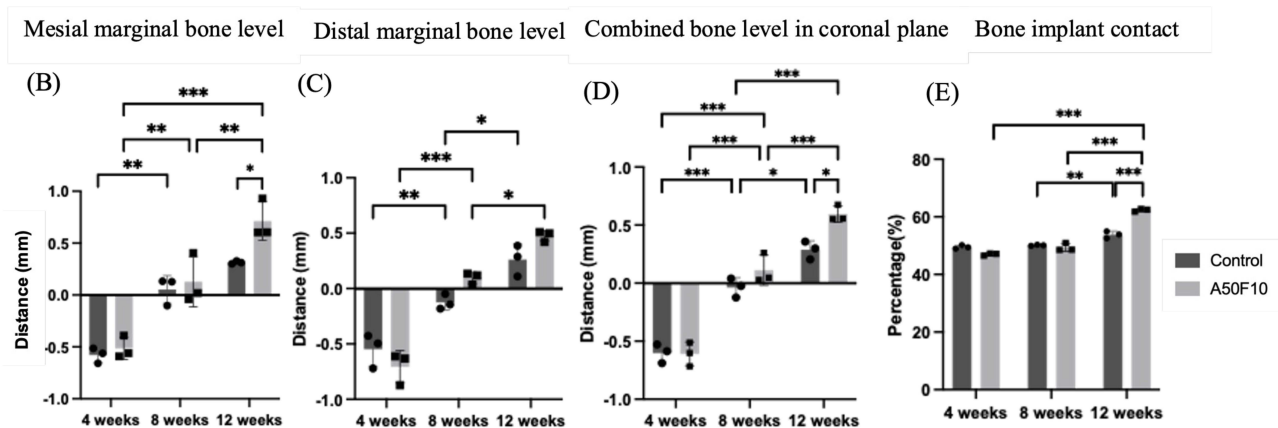 Mesial marginal bone level
Distal marginal bone level
Combined bone level in coronal plane
Bone implant contact
(B)
***
**
**
**
*
1.0
0.5
0.0
-0.5
-1.0
Distance (mm)
4 weeks
8 weeks
12 weeks
(C)
*
***
**
*
1.0
0.5
0.0
-0.5
-1.0
Distance (mm)
4 weeks
8 weeks
12 weeks
(D)
***
***
***
***
***
*
*
1.0
0.5
0.0
-0.5
-1.0
Distance (mm)
4 weeks
8 weeks
12 weeks
(E)
***
***
**
***
80
60
40
20
0
Percentage(%)
4 weeks
8 weeks
12 weeks
Control
A50F10